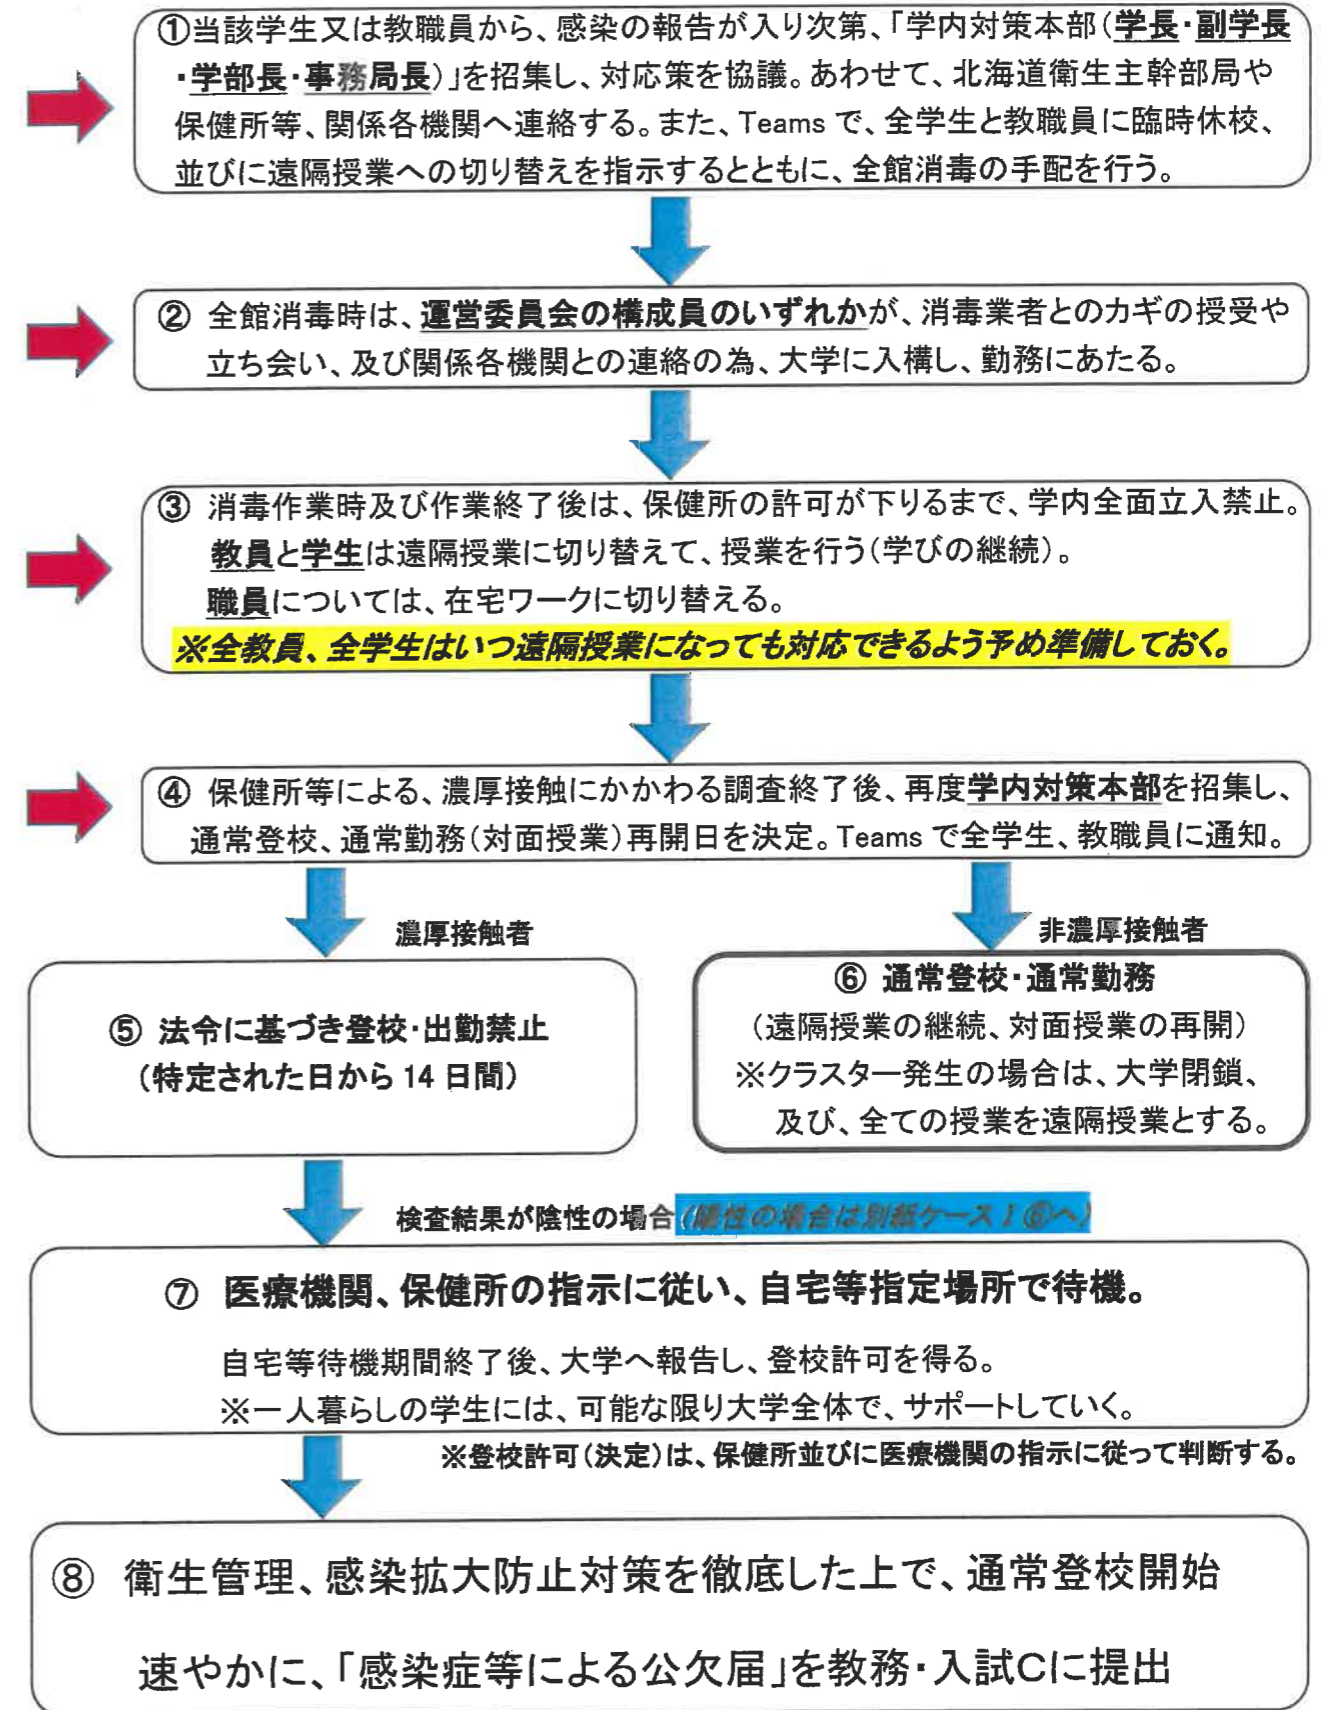 ①当該学生又は教職員から、感染の報告が入り次第、「学内対策本部(学長・副学長
・学部長・事務局長)」を招集し、対応策を協議。あわせて、北海道衛生主幹部局や
保健所等、関係各機関へ連絡する。また、Teams で、全学生と教職員に臨時休校、
並びに遠隔授業への切り替えを指示するとともに、全館消毒の手配を行う。
② 全館消毒時は、運営委員会の構成員のいずれかが、消毒業者とのカギの授受や
立ち会い、及び関係各機関との連絡の為、大学に入構し、勤務にあたる。
③ 消毒作業時及び作業終了後は、保健所の許可が下りるまで、学内全面立入禁止。
教員と学生は遠隔授業に切り替えて、授業を行う(学びの継続)。
職員については、在宅ワークに切り替える。
※全教員、全学生はいつ遠隔授業になっても対応できるよう予め準備しておく。
④ 保健所等による、濃厚接触にかかわる調査終了後、再度学内対策本部を招集し、
通常登校、通常勤務(対面授業)再開日を決定。Teams で全学生、教職員に通知。
濃厚接触者
非濃厚接触者
⑤ 法令に基づき登校・出勤禁止
(特定された日から 14 日間)
⑥ 通常登校・通常勤務
(遠隔授業の継続、対面授業の再開)
※クラスター発生の場合は、大学閉鎖、
及び、全ての授業を遠隔授業とする。
検査結果が陰性の場合(陽性の場合は別紙ケース1⑥へ)
⑦ 医療機関、保健所の指示に従い、自宅等指定場所で待機。
自宅等待機期間終了後、大学へ報告し、登校許可を得る。
※一人暮らしの学生には、可能な限り大学全体で、サポートしていく。
※登校許可(決定)は、保健所並びに医療機関の指示に従って判断する。
⑧ 衛生管理、感染拡大防止対策を徹底した上で、通常登校開始
速やかに、「感染症等による公欠届」を教務・入試Cに提出